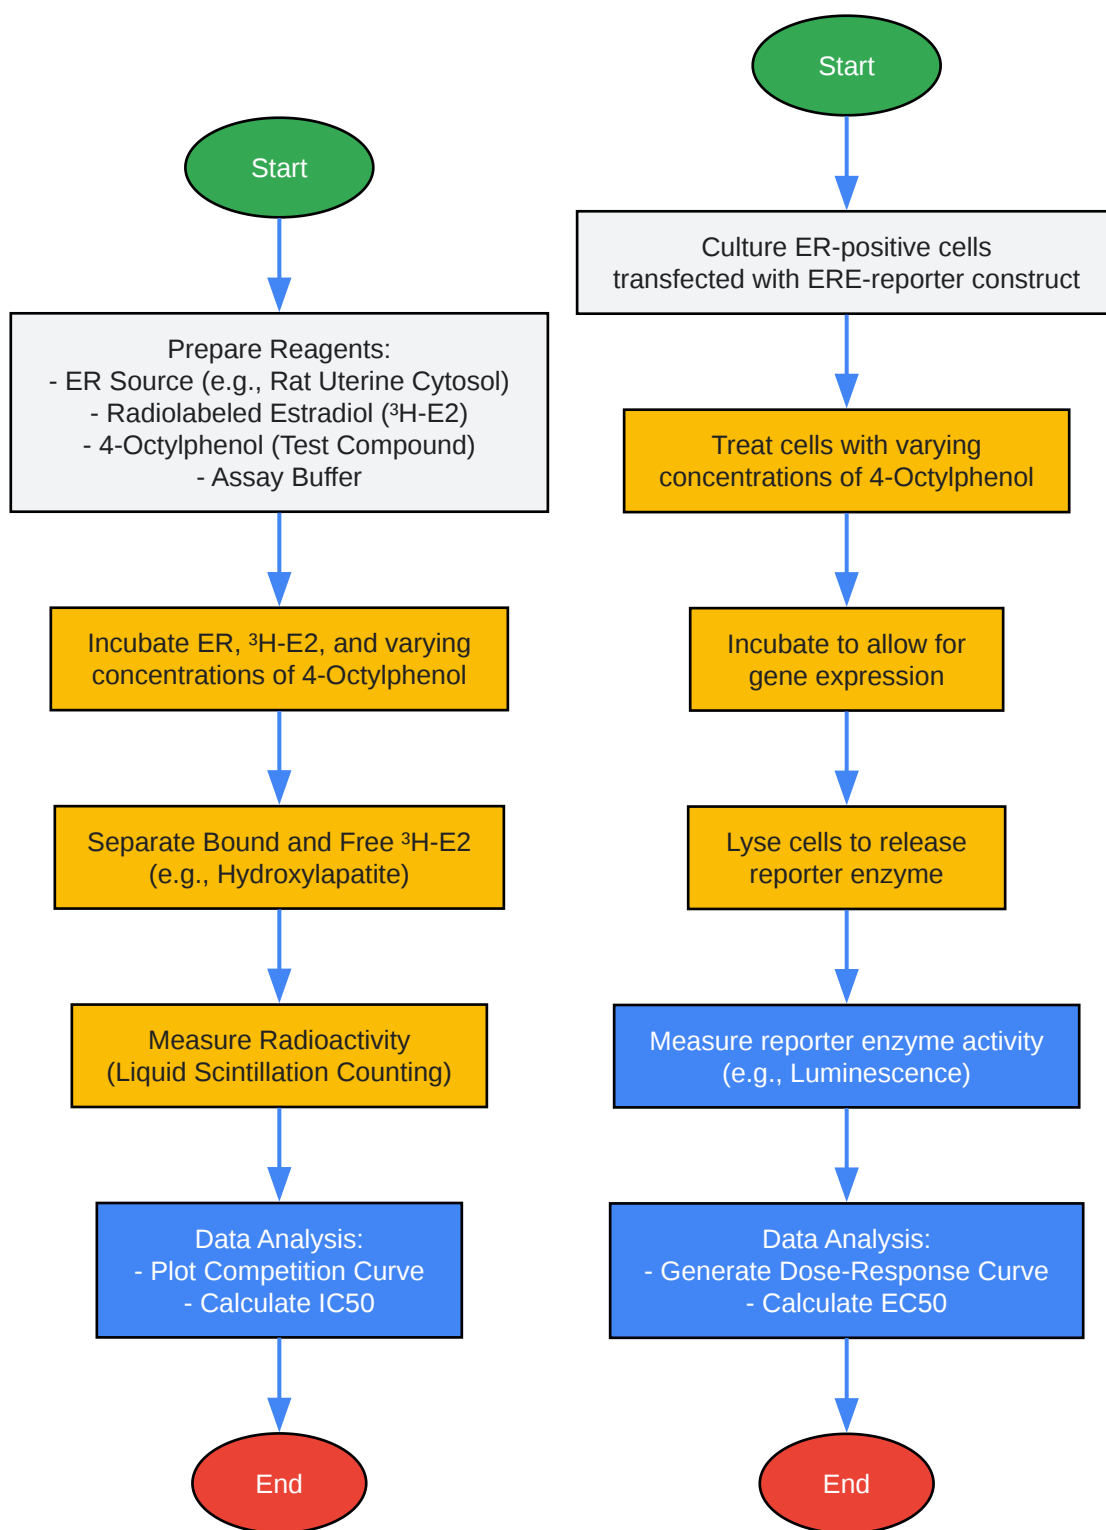 Start
Prepare Reagents:
- ER Source (e.g., Rat Uterine Cytosol)
- Radiolabeled Estradiol (³H-E2)
- 4-Octylphenol (Test Compound)
- Assay Buffer
Incubate ER, ³H-E2, and varying
concentrations of 4-Octylphenol
Separate Bound and Free ³H-E2
(e.g., Hydroxylapatite)
Measure Radioactivity
(Liquid Scintillation Counting)
Data Analysis:
- Plot Competition Curve
- Calculate IC50
End
Start
Culture ER-positive cells
transfected with ERE-reporter construct
Treat cells with varying
concentrations of 4-Octylphenol
Incubate to allow for
gene expression
Lyse cells to release
reporter enzyme
Measure reporter enzyme activity
(e.g., Luminescence)
Data Analysis:
- Generate Dose-Response Curve
- Calculate EC50
End